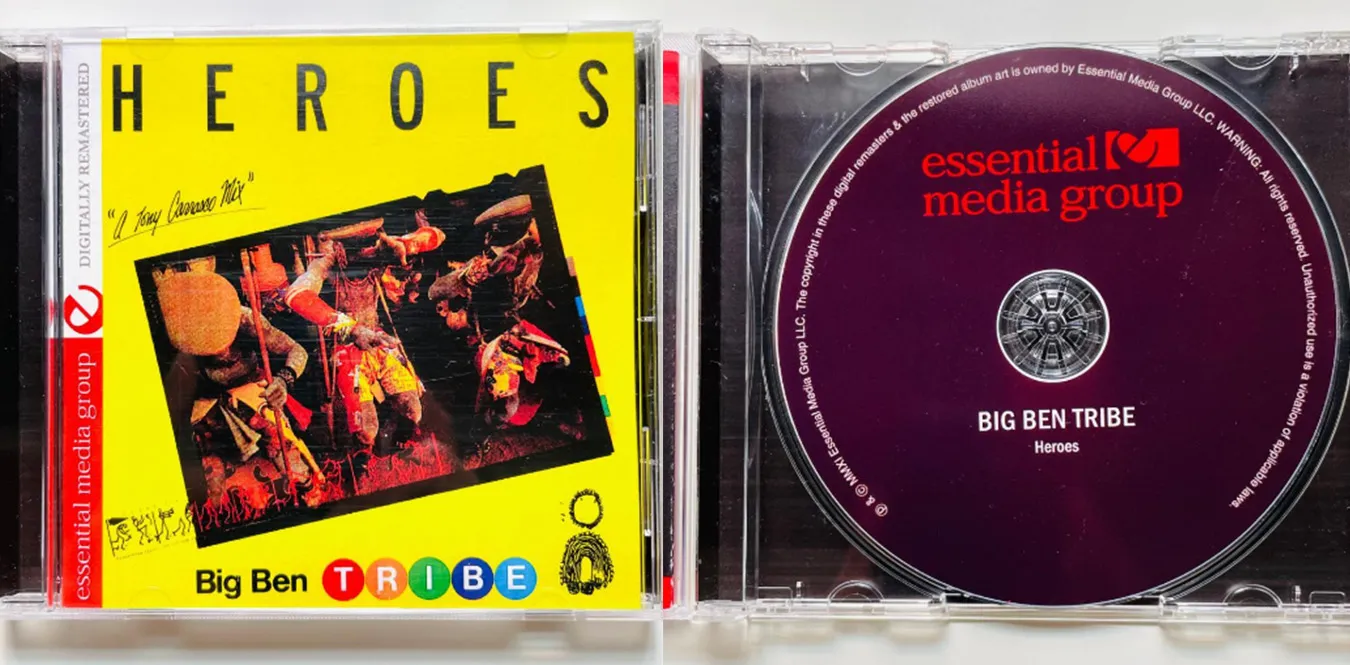 HEROES
"A Tony Carrasco Mix"
DIGITALLY REMASTERED
essential media group
Big Ben TRIBE
essential
media group
BIG BEN TRIBE
Heroes
℗ & © MMXI Essential Media Group LLC. The copyright in these digital remasters & the restored album art is owned by Essential Media Group LLC. WARNING: All rights reserved. Unauthorized use is a violation of applicable laws.